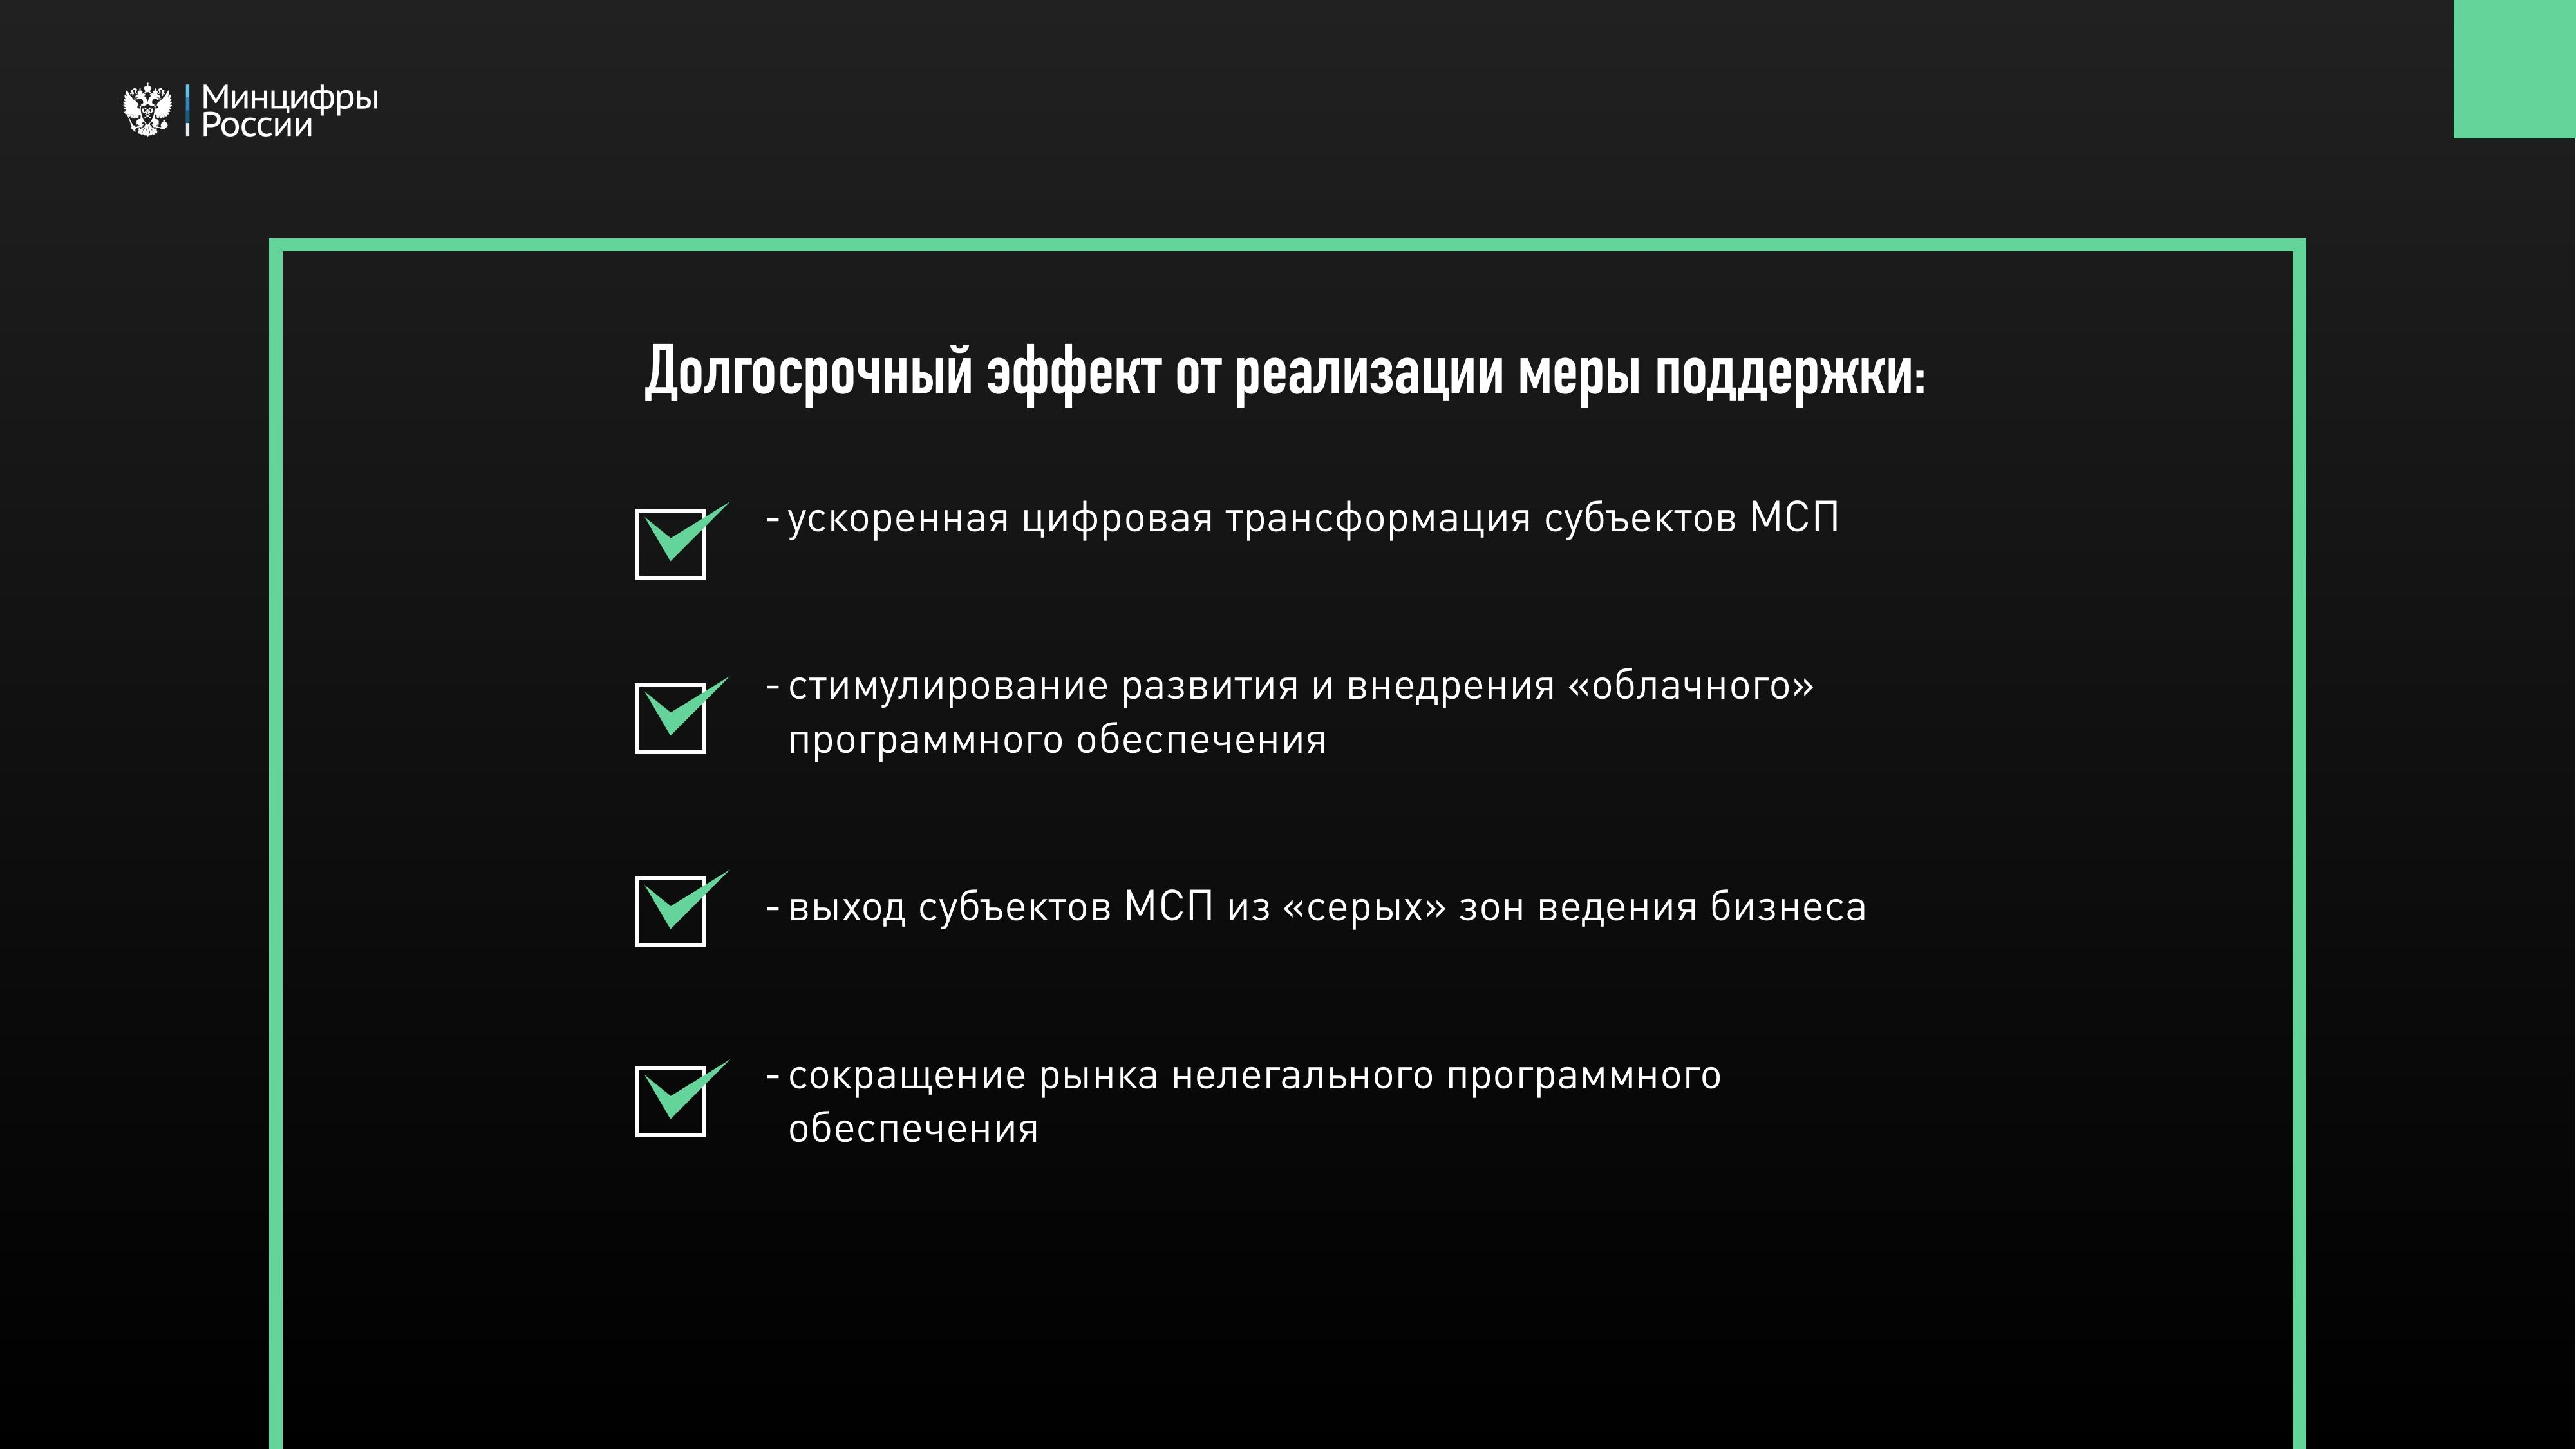 Минцифры
России
Долгосрочный эффект от реализации меры поддержки:
- ускоренная цифровая трансформация субъектов МСП
- стимулирование развития и внедрения «облачного»
программного обеспечения
- выход субъектов МСП из «серых» зон ведения бизнеса
- сокращение рынка нелегального программного
обеспечения